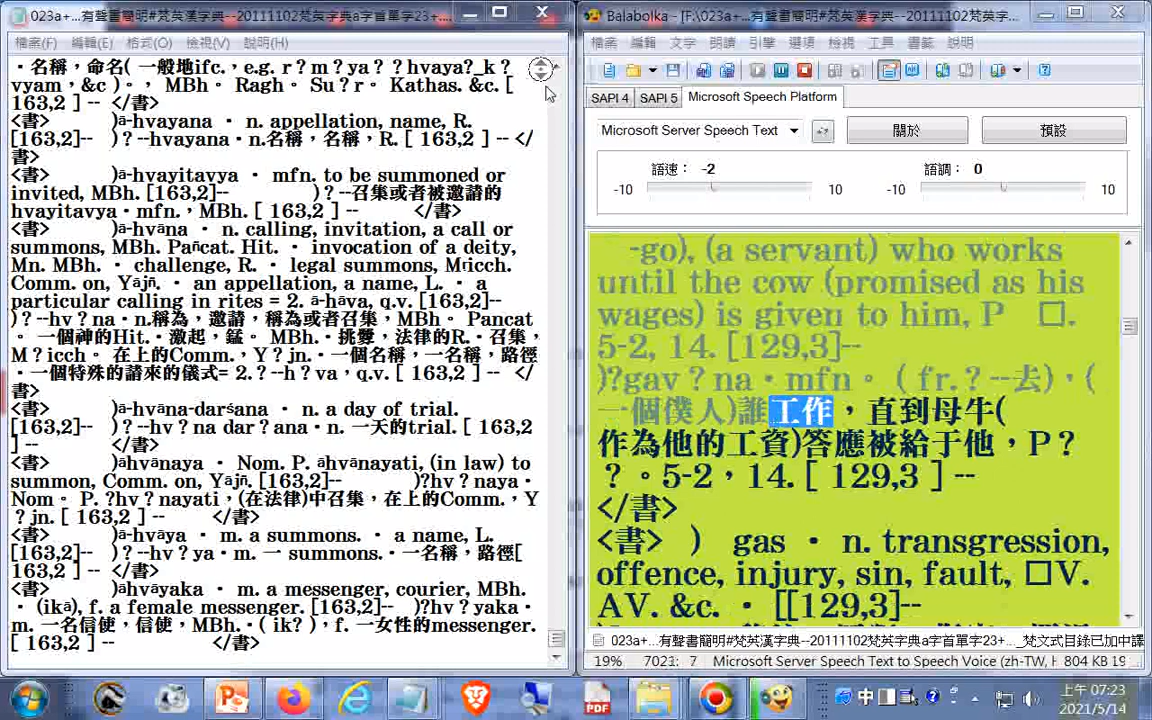 023a+...有聲書簡明#梵英漢字典--20111102梵英字典a字首單字23+...
檔案(F) 編輯(E) 格式(O) 檢視(V) 說明(H)
‧名稱，命名( 一般地ifc.，e.g. r？m？ya？？hvaya?_k？
vyam，&c )。， MBh。 Ragh。 Su？r。 Kathas. &c. [
163,2 ] -- </書>
<書> )ā-hvayana ‧ n. appellation, name, R.
[163,2]-- )？--hvayana‧n.名稱，名稱，R. [ 163,2 ] -- </
書>
<書> )ā-hvayitavya ‧ mfn. to be summoned or
invited, MBh. [163,2]-- )？--召集或者被邀請的
hvayitavya‧mfn.，MBh. [ 163,2 ] -- </書>
<書> )ā-hvāna ‧ n. calling, invitation, a call or
summons, MBh. Pañcat. Hit. ‧ invocation of a deity,
Mn. MBh. ‧ challenge, R. ‧ legal summons, Mṛicch.
Comm. on, Yājñ. ‧ an appellation, a name, L. ‧ a
particular calling in rites = 2. ā-hāva, q.v. [163,2]--
)？--hv？na‧n.稱為，邀請，稱為或者召集，MBh。 Pancat
。 一個神的Hit.‧激起，錳。 MBh.‧挑釁，法律的R.‧召集，
M？icch。 在上的Comm.，Y？jn.‧一個名稱，一名稱，路徑
‧一個特殊的請來的儀式= 2.？--h？va，q.v. [ 163,2 ] -- </
書>
<書> )ā-hvāna-darśana ‧ n. a day of trial.
[163,2]-- )？--hv？na dar？ana‧n. 一天的trial. [ 163,2
] -- </書>
<書> )āhvānaya ‧ Nom. P. āhvānayati, (in law) to
summon, Comm. on, Yājñ. [163,2]-- )?hv？naya‧
Nom。 P. ?hv？nayati，(在法律)中召集，在上的Comm.，Y
？jn. [ 163,2 ] -- </書>
<書> )ā-hvāya ‧ m. a summons. ‧ a name, L.
[163,2]-- )？--hv？ya‧m. 一 summons.‧一名稱，路徑[
163,2 ] -- </書>
<書> )āhvāyaka ‧ m. a messenger, courier, MBh.
‧ (ikā), f. a female messenger. [163,2]-- )?hv？yaka‧
m. 一名信使，信使，MBh.‧( ik？)，f. 一女性的messenger.
[ 163,2 ] -- </書>
Balabolka - [F:\023a+...有聲書簡明#梵英漢字典--20111102梵英字...
檔案 編輯 文字 朗讀 引擎 選項 檢視 工具 書籤 說明
SAPI 4 SAPI 5 Microsoft Speech Platform
Microsoft Server Speech Text 關於 預設
語速： -2 語調： 0
-10 10 -10 10
-go), (a servant) who works
until the cow (promised as his
wages) is given to him, P □.
5-2, 14. [129,3]--
)?gav？na‧mfn。 ( fr.？--去)，(
一個僕人)誰工作，直到母牛(
作為他的工資)答應被給于他，P？
？。5-2，14. [ 129,3 ] --
</書>
<書> ) gas ‧ n. transgression,
offence, injury, sin, fault, □V.
AV. &c. ‧ [[129,3]--
023a+...有聲書簡明#梵英漢字典--20111102梵英字典a字首單字23+..._梵文式目錄已加中譯
19% 7023: 7 Microsoft Server Speech Text to Speech Voice (zh-TW, H 804 KB 19
中
上午 07:23
2021/5/14